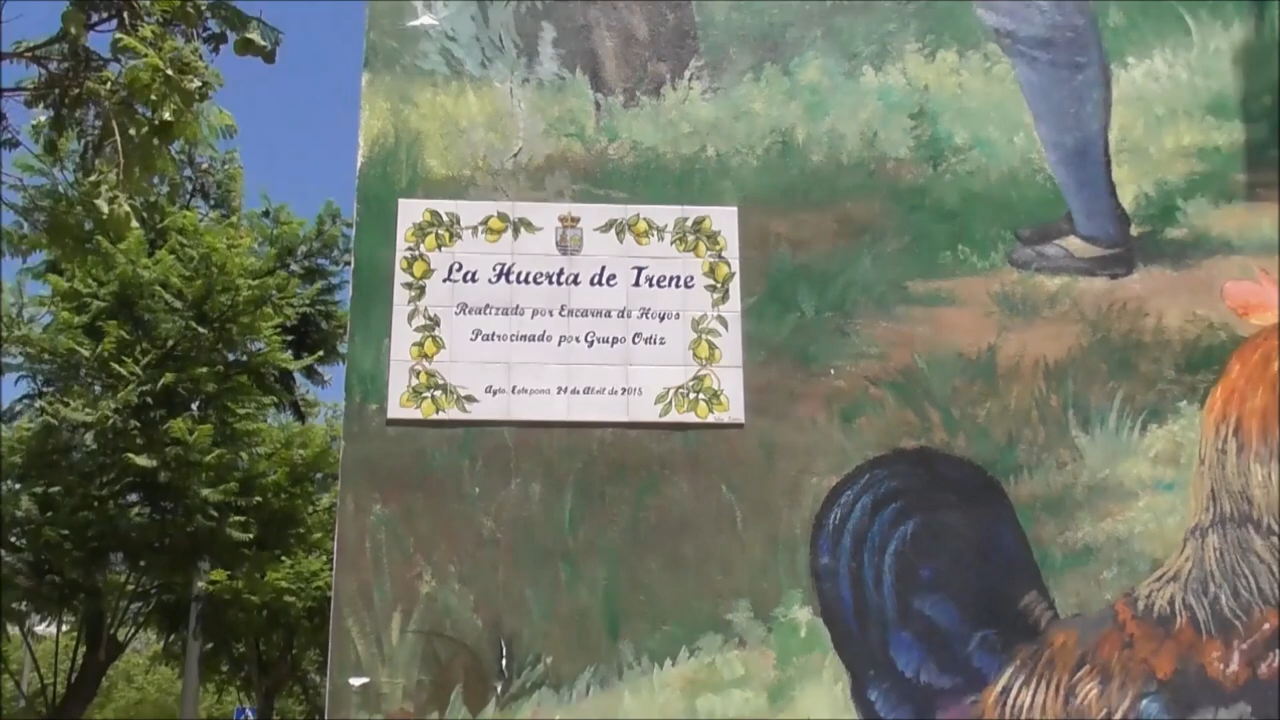 La Huerta de Irene
Realizado por Encarna de Hoyos
Patrocinado por Grupo Ortiz
Ayto. Estepona, 24 de Abril de 2015